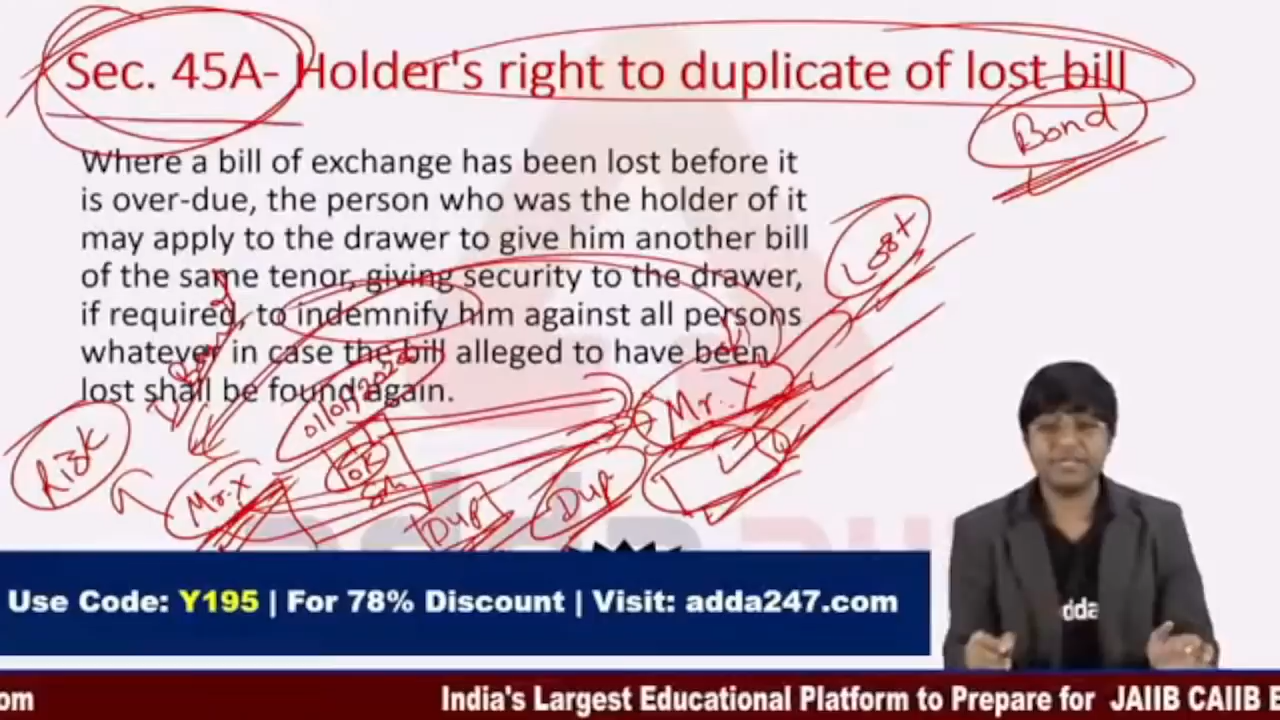 Sec. 45A- Holder's right to duplicate of lost bill
Bond
Where a bill of exchange has been lost before it
is over-due, the person who was the holder of it
may apply to the drawer to give him another bill
of the same tenor, giving security to the drawer,
if required, to indemnify him against all persons
whatever in case the bill alleged to have been
lost shall be found again.
Lost
Risk
Mr. X
Mr. X
Dup
Dup
Use Code: Y195 | For 78% Discount | Visit: adda247.com
adda
om
India's Largest Educational Platform to Prepare for JAIIB CAIIB E